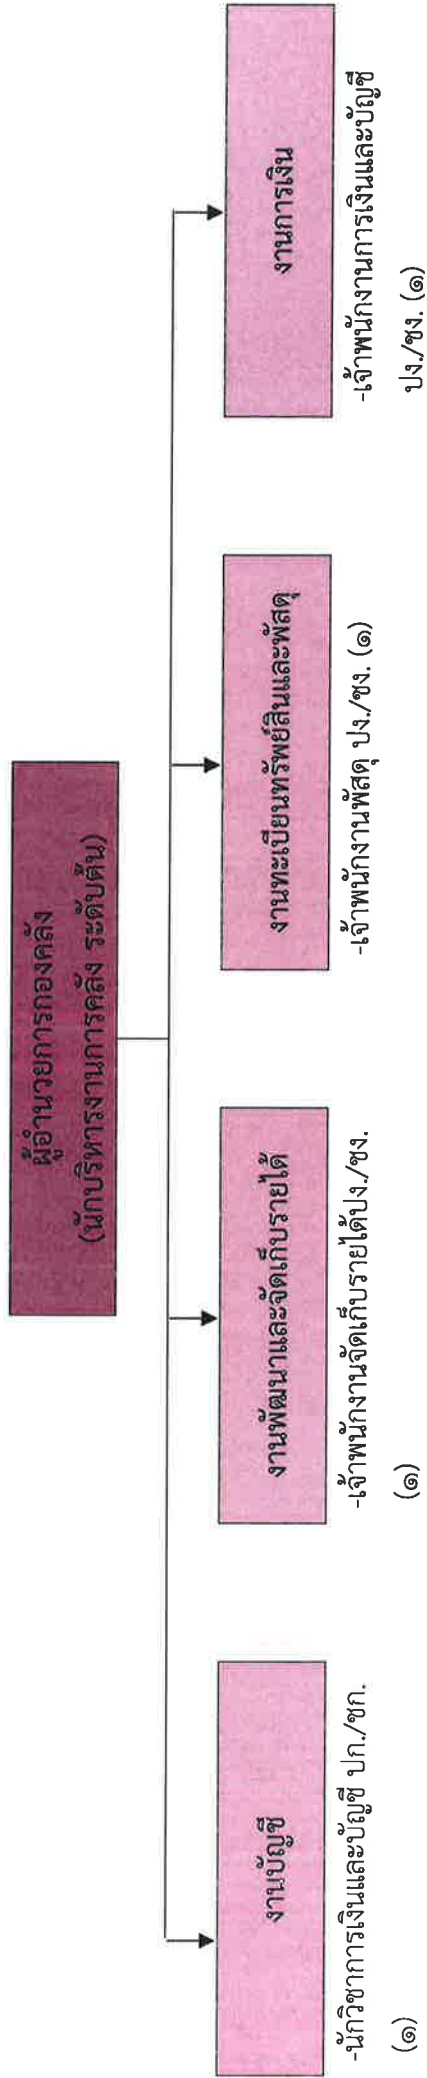 ผู้อำนวยการกองคลัง
(นักบริหารงานการคลัง ระดับต้น)
งานบัญชี
-นักวิชาการเงินและบัญชี ปก./ชก.
(๑)
งานพัฒนาและจัดเก็บรายได้
-เจ้าพนักงานจัดเก็บรายได้ปง./ชง.
(๑)
งานทะเบียนทรัพย์สินและพัสดุ
-เจ้าพนักงานพัสดุ ปง./ชง. (๑)
งานการเงิน
-เจ้าพนักงานการเงินและบัญชี
ปง./ชง. (๑)